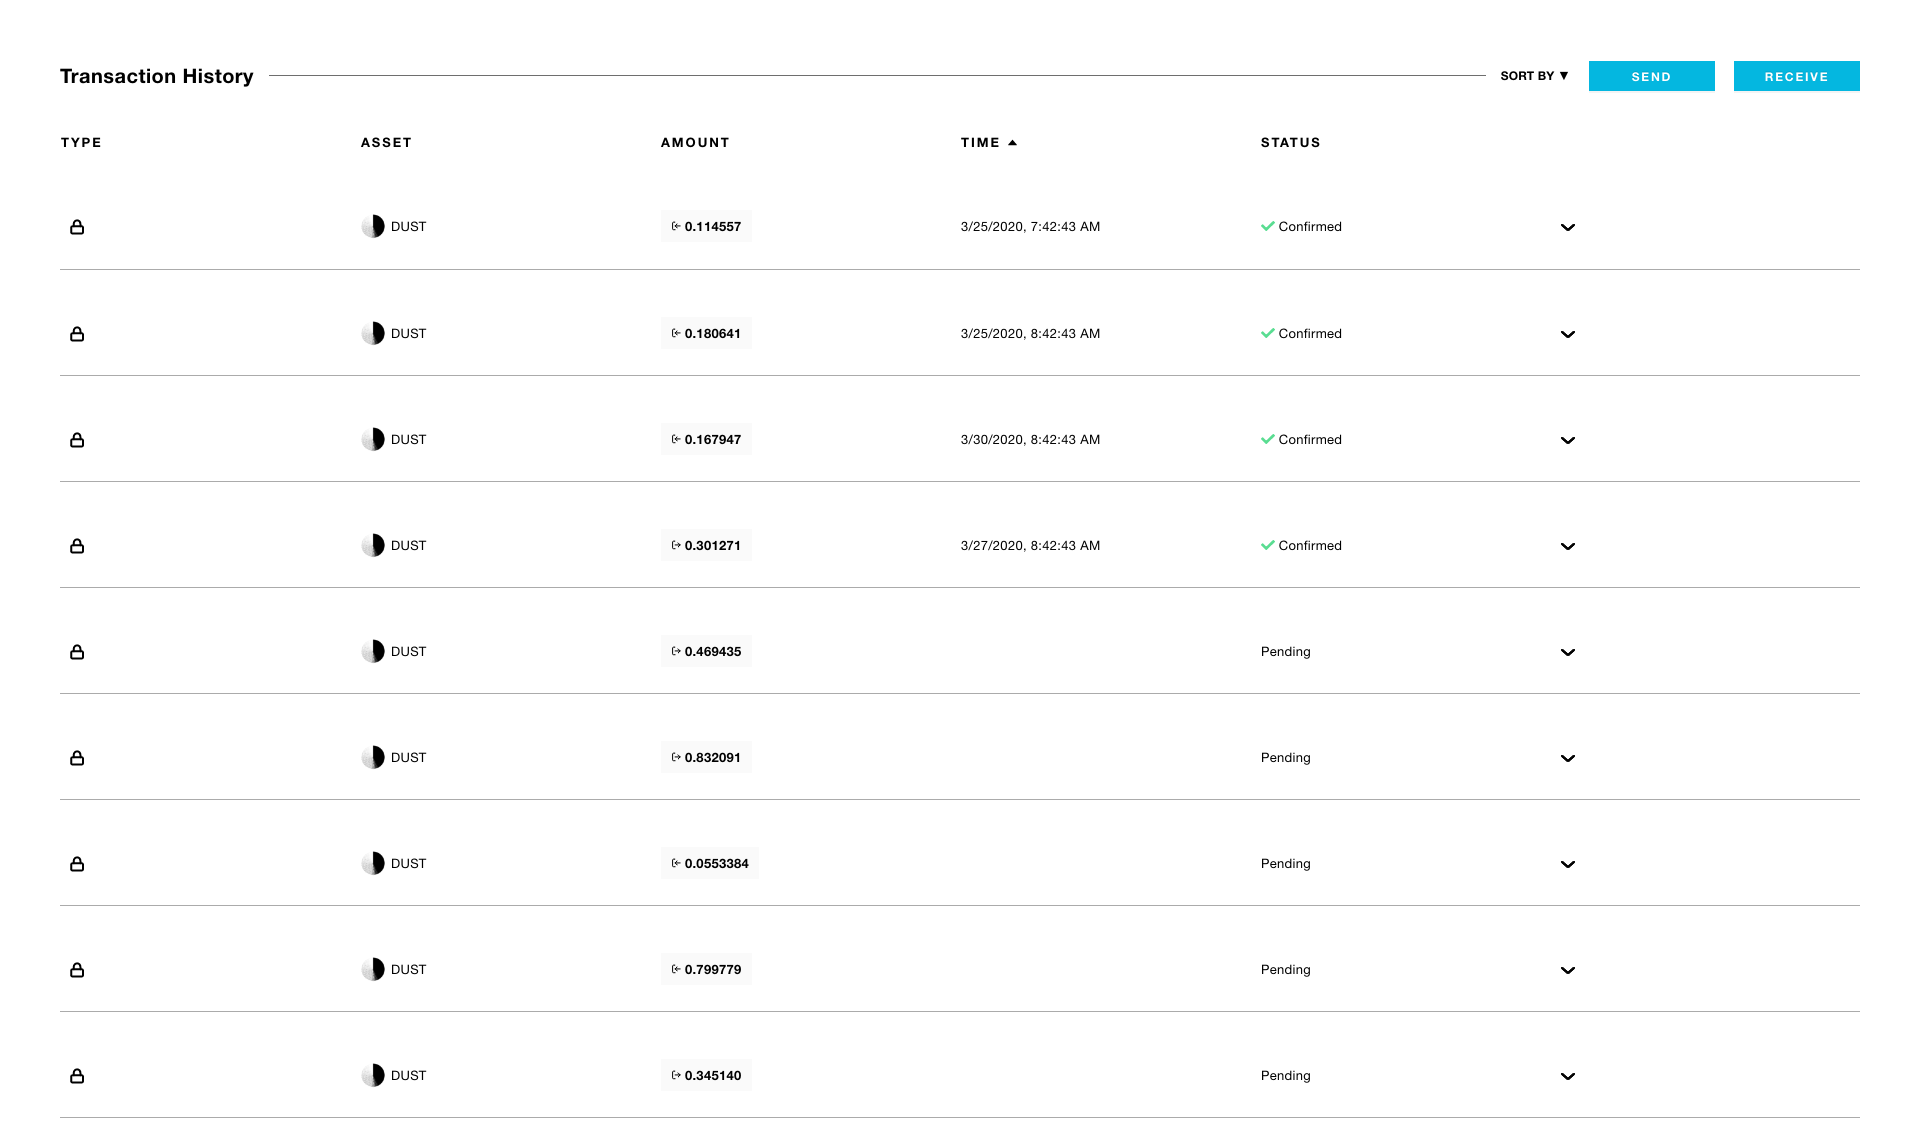 Transaction History SORT BY ▼ SEND RECEIVE
TYPE ASSET AMOUNT TIME ▲ STATUS
DUST 0.114557 3/25/2020, 7:42:43 AM Confirmed
DUST 0.180641 3/25/2020, 8:42:43 AM Confirmed
DUST 0.167947 3/30/2020, 8:42:43 AM Confirmed
DUST 0.301271 3/27/2020, 8:42:43 AM Confirmed
DUST 0.469435 Pending
DUST 0.832091 Pending
DUST 0.0553384 Pending
DUST 0.799779 Pending
DUST 0.345140 Pending